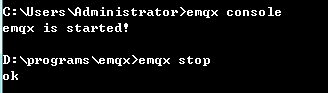 C:\Users\Administrator>emqx console
emqx is started!
D:\programs\emqx>emqx stop
ok